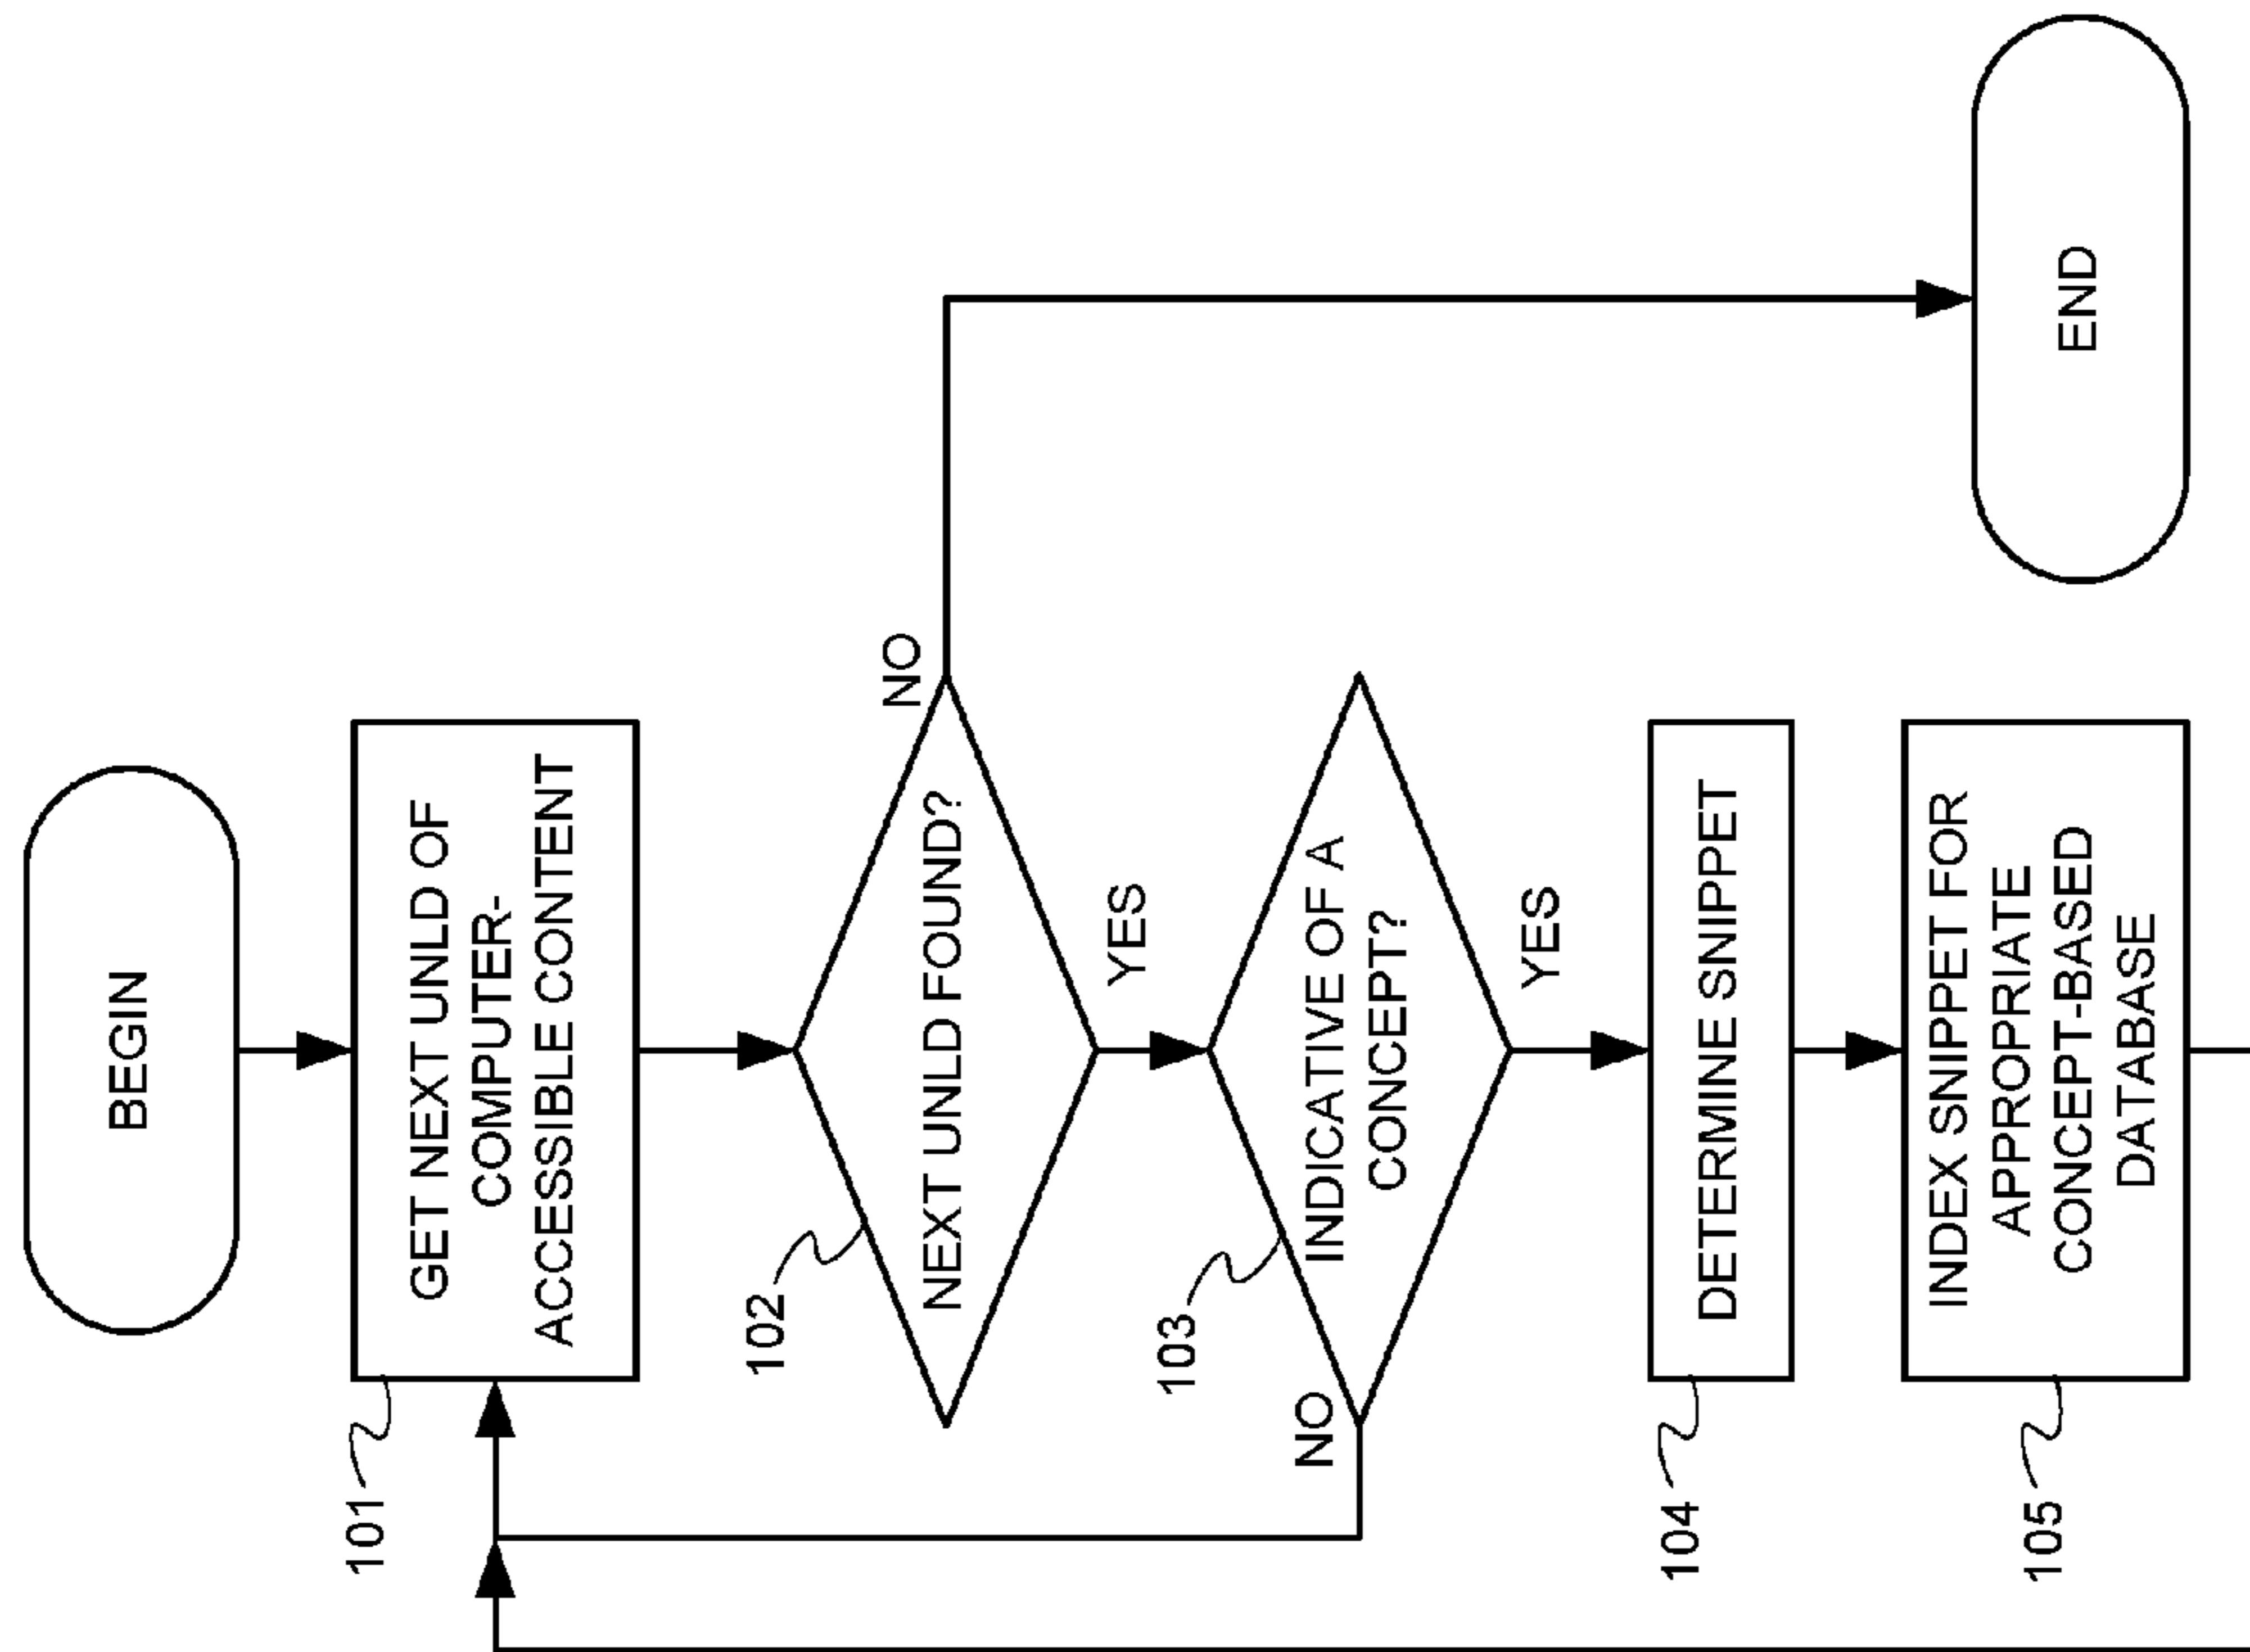 BEGIN
101
GET NEXT UNLD OF
COMPUTER-
ACCESSIBLE CONTENT
102
NEXT UNLD FOUND?
NO
YES
103
INDICATIVE OF A
CONCEPT?
NO
YES
104
DETERMINE SNIPPET
105
INDEX SNIPPET FOR
APPROPRIATE
CONCEPT-BASED
DATABASE
END